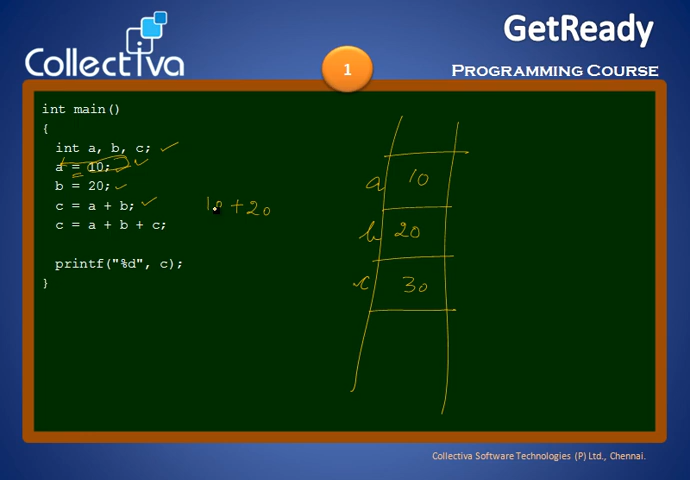 GetReady
Collectiva
1
PROGRAMMING COURSE
int main()
{
int a, b, c;
a = 10;
b = 20;
c = a + b;
c = a + b + c;
printf("%d", c);
}
10 + 20
a 10
b 20
c 30
Collectiva Software Technologies (P) Ltd., Chennai.